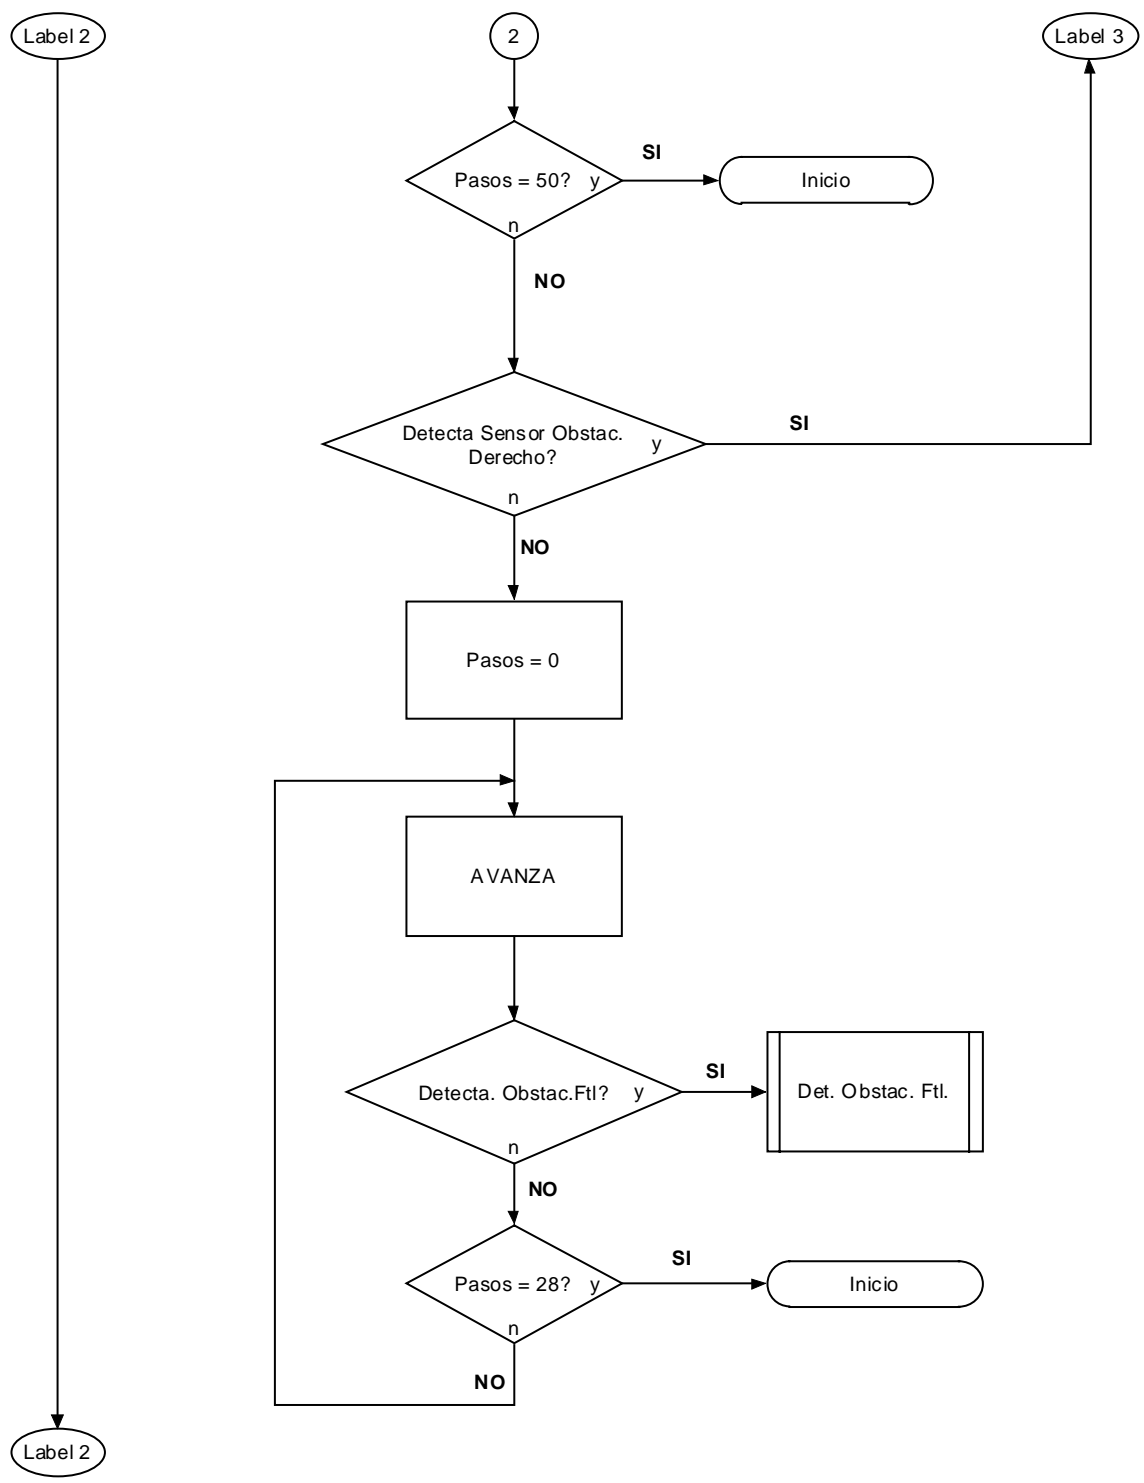 Label 2
2
Label 3
SI
Pasos = 50? y
Inicio
n
NO
SI
Detecta Sensor Obstac.
y
Derecho?
n
NO
Pasos = 0
AVANZA
SI
Detecta. Obstac.Ftl? y
Det. Obstac. Ftl.
n
NO
SI
Pasos = 28? y
Inicio
n
NO
Label 2